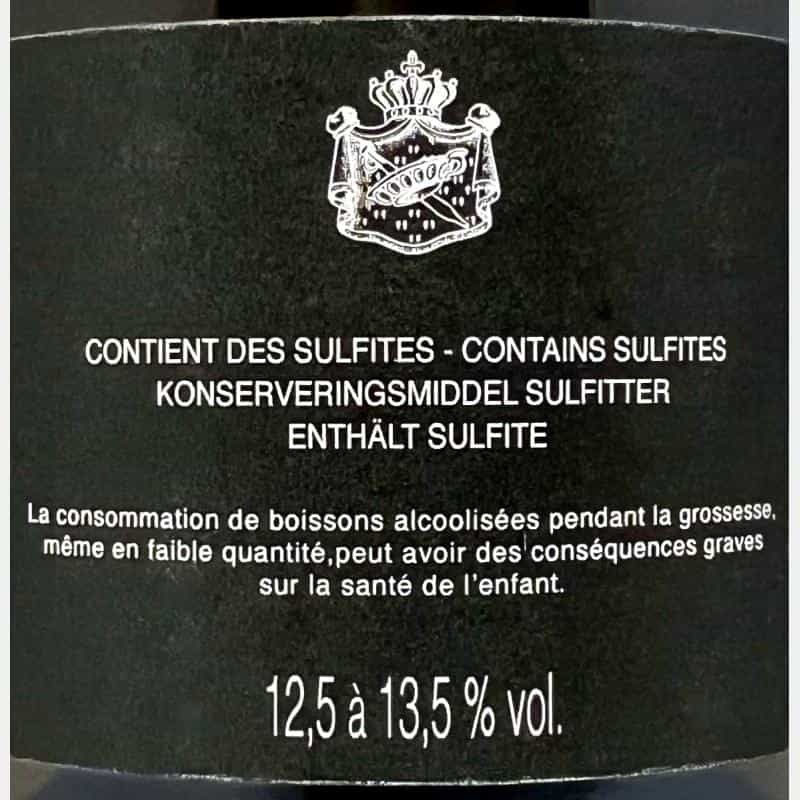 CONTIENT DES SULFITES - CONTAINS SULFITES
KONSERVERINGSMIDDEL SULFITTER
ENTHÄLT SULFITE
La consommation de boissons alcoolisées pendant la grossesse,
même en faible quantité,peut avoir des conséquences graves
sur la santé de l'enfant.
12,5 à 13,5 % vol.